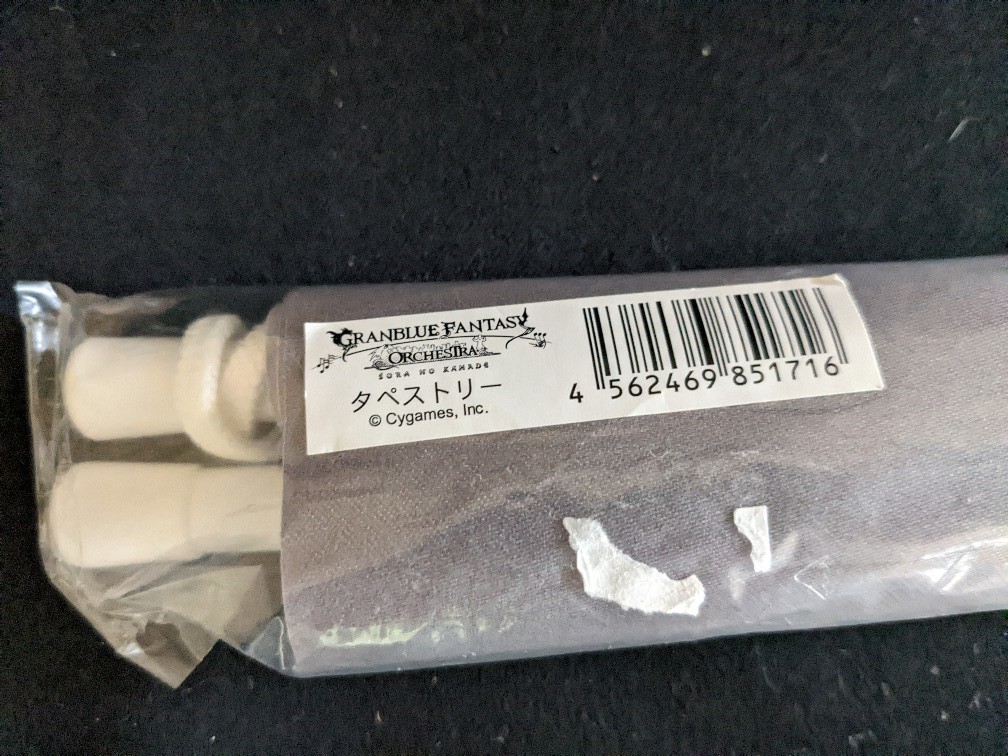 GRANBLUE FANTASY
ORCHESTRA
SORA NO KANADE
タペストリー
© Cygames, Inc.
4 562469 851716